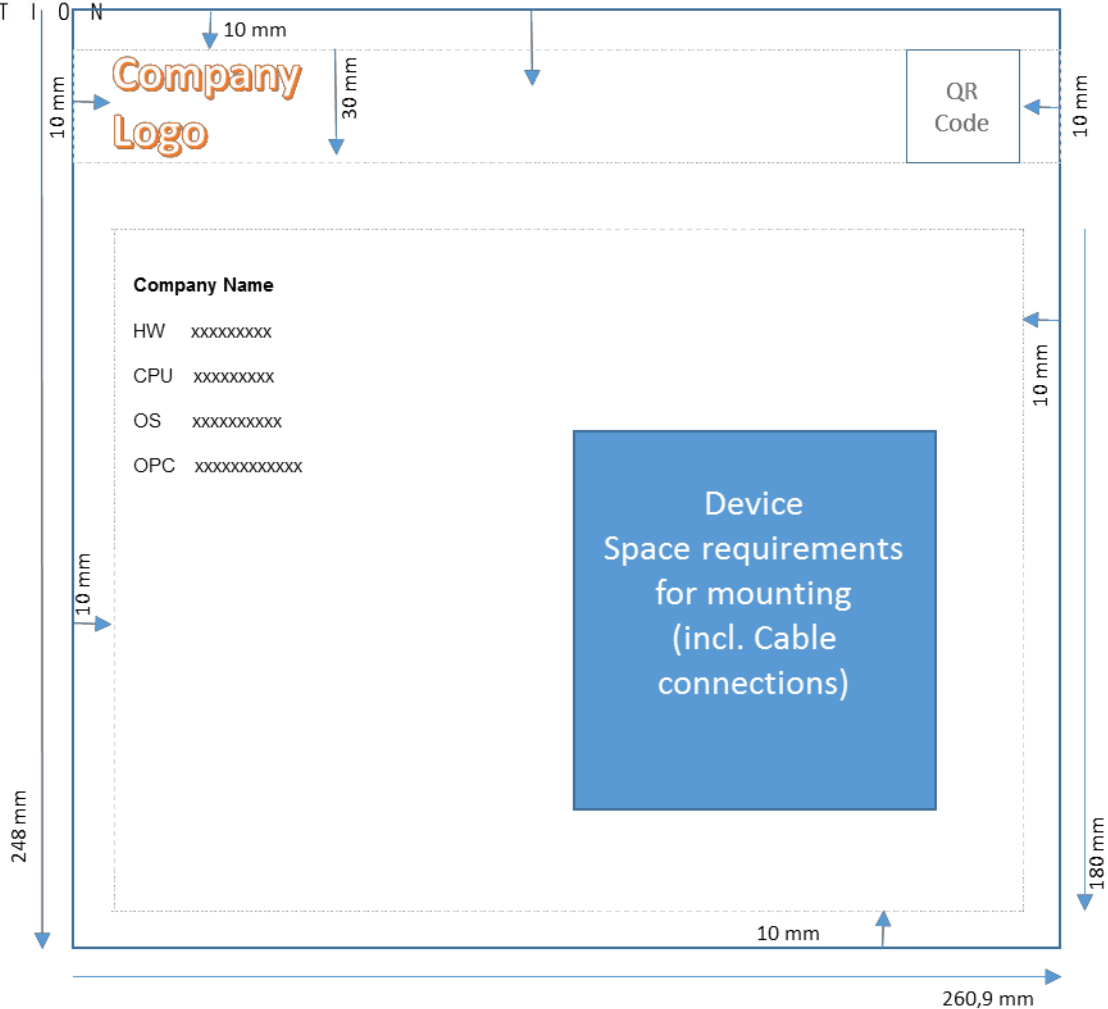 T I O N
10 mm
Company
Logo
30 mm
10 mm
QR
Code
10 mm
Company Name
HW xxxxxxxxx
CPU xxxxxxxxx
OS xxxxxxxxxx
OPC xxxxxxxxxxxx
10 mm
Device
Space requirements
for mounting
(incl. Cable
connections)
10 mm
248 mm
180 mm
10 mm
260,9 mm